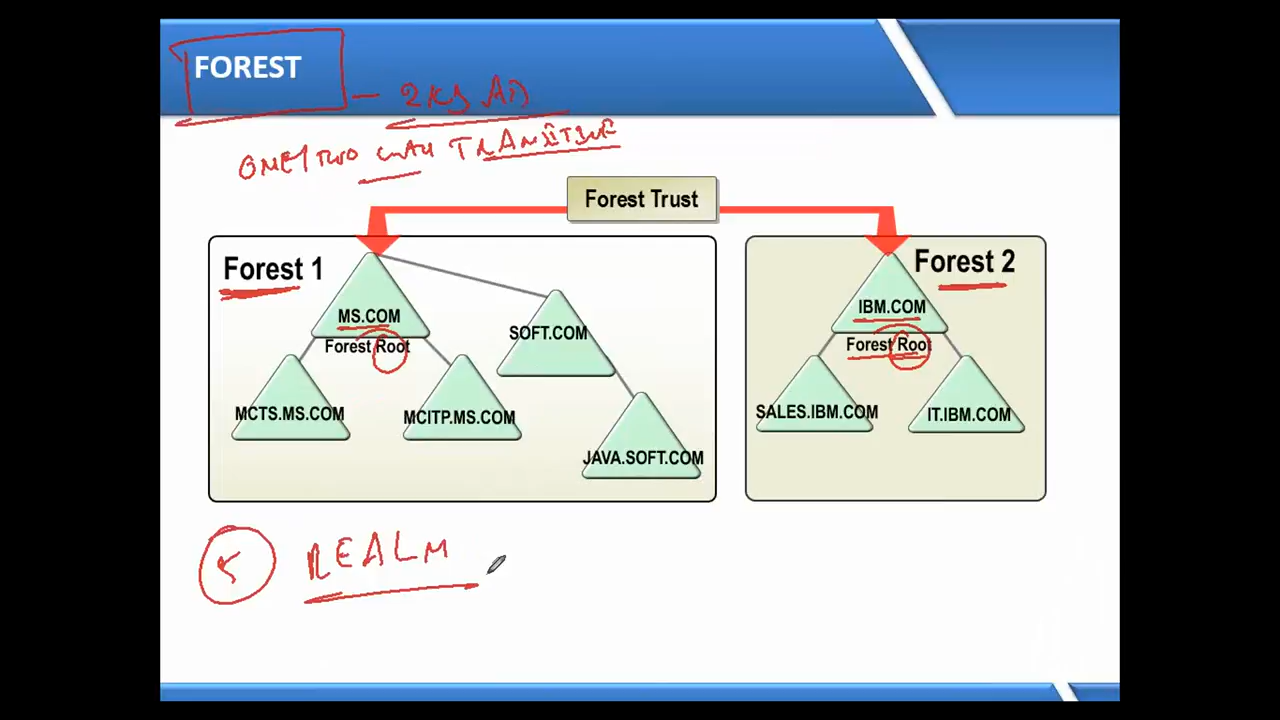 FOREST
- 2K3 AD
ONE/TWO WAY TRANSITIVE
Forest Trust
Forest 1
Forest 2
MS.COM
IBM.COM
SOFT.COM
Forest Root
Forest Root
MCTS.MS.COM
MCITP.MS.COM
SALES.IBM.COM
IT.IBM.COM
JAVA.SOFT.COM
5 REALM